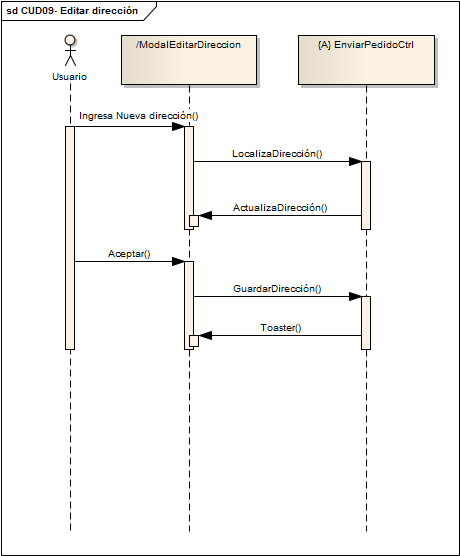 sd CUD09- Editar dirección
/ModalEditarDireccion
{A} EnviarPedidoCtrl
Usuario
Ingresa Nueva dirección()
LocalizaDirección()
ActualizaDirección()
Aceptar()
GuardarDirección()
Toaster()